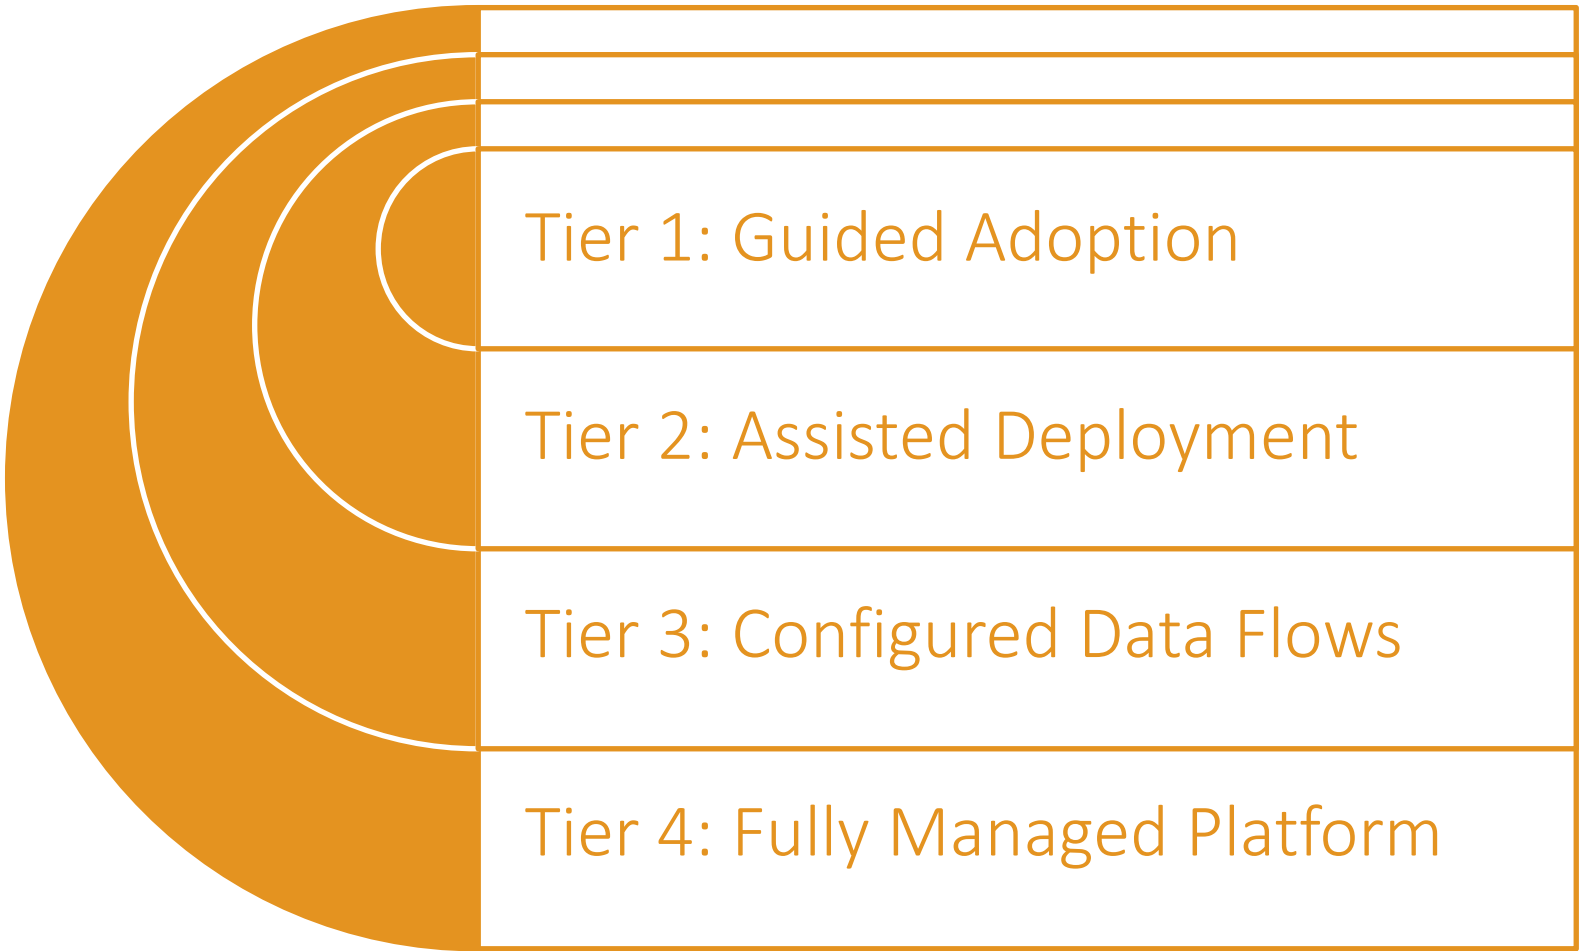 Tier 1: Guided Adoption
Tier 2: Assisted Deployment
Tier 3: Configured Data Flows
Tier 4: Fully Managed Platform